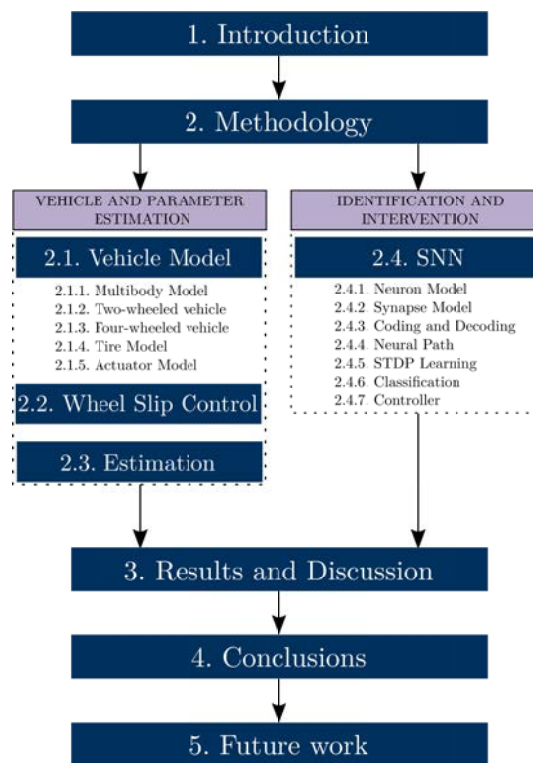 1. Introduction
2. Methodology
VEHICLE AND PARAMETER
ESTIMATION
2.1. Vehicle Model
2.1.1. Multibody Model
2.1.2. Two-wheeled vehicle
2.1.3. Four-wheeled vehicle
2.1.4. Tire Model
2.1.5. Actuator Model
2.2. Wheel Slip Control
2.3. Estimation
IDENTIFICATION AND
INTERVENTION
2.4. SNN
2.4.1 Neuron Model
2.4.2 Synapse Model
2.4.3 Coding and Decoding
2.4.4 Neural Path
2.4.5 STDP Learning
2.4.6 Classification
2.4.7 Controller
3. Results and Discussion
4. Conclusions
5. Future work